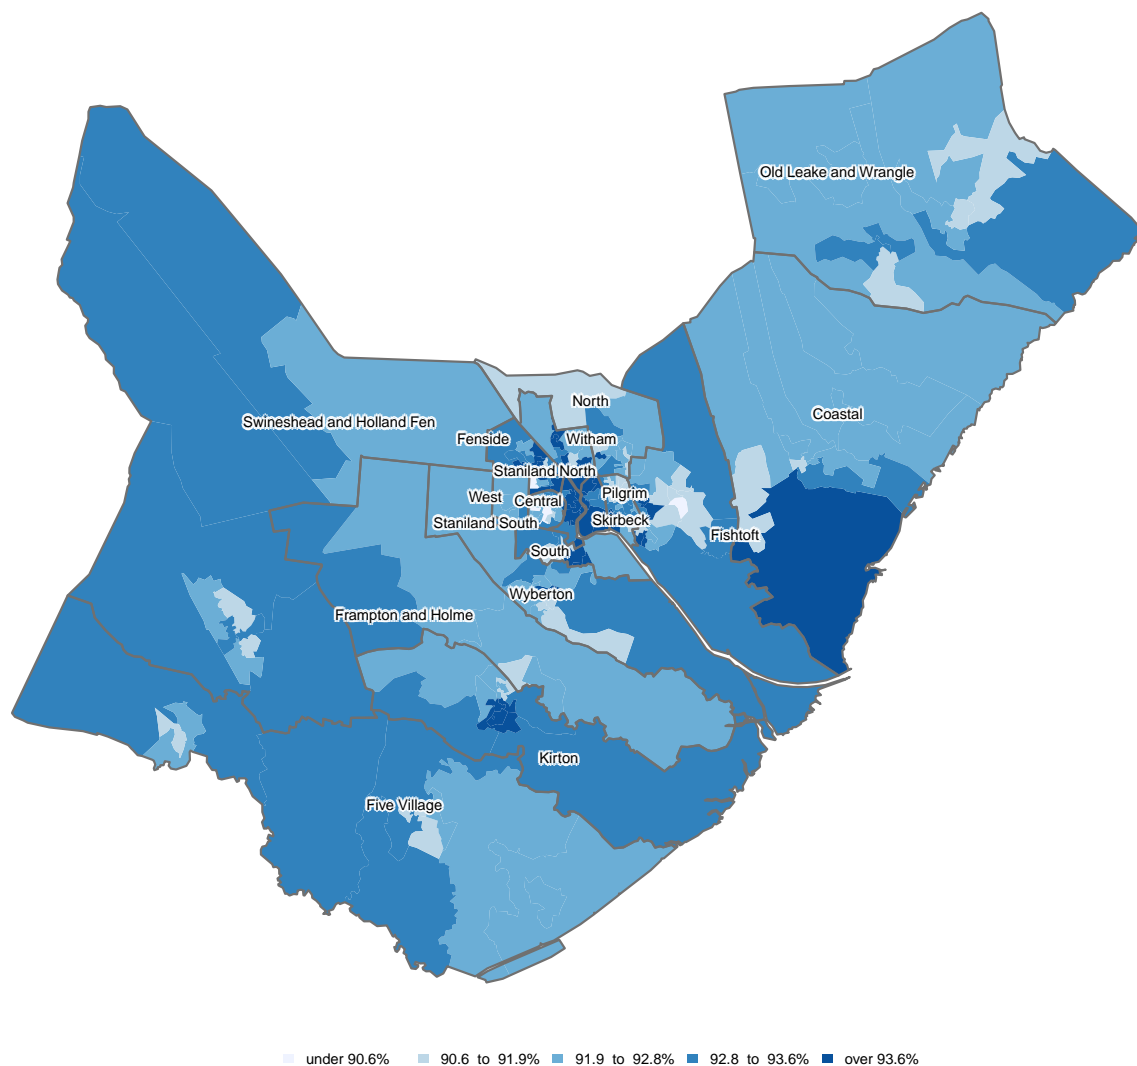 Old Leake and Wrangle
North
Coastal
Swineshead and Holland Fen
Fenside
Witham
Staniland North
West
Central
Pilgrim
Staniland South
Skirbeck
Fishtoft
South
Wyberton
Frampton and Holme
Kirton
Five Village
under 90.6%
90.6 to 91.9%
91.9 to 92.8%
92.8 to 93.6%
over 93.6%